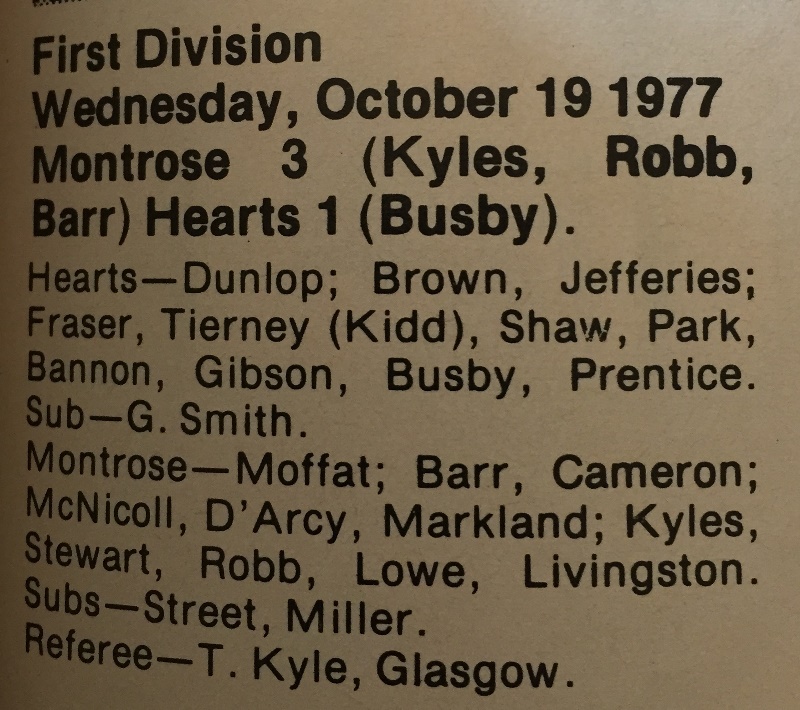 First Division
Wednesday, October 19 1977
Montrose 3 (Kyles, Robb,
Barr) Hearts 1 (Busby).
Hearts—Dunlop; Brown, Jefferies;
Fraser, Tierney (Kidd), Shaw, Park,
Bannon, Gibson, Busby, Prentice.
Sub—G. Smith.
Montrose—Moffat; Barr, Cameron;
McNicoll, D'Arcy, Markland; Kyles,
Stewart, Robb, Lowe, Livingston.
Subs—Street, Miller.
Referee—T. Kyle, Glasgow.